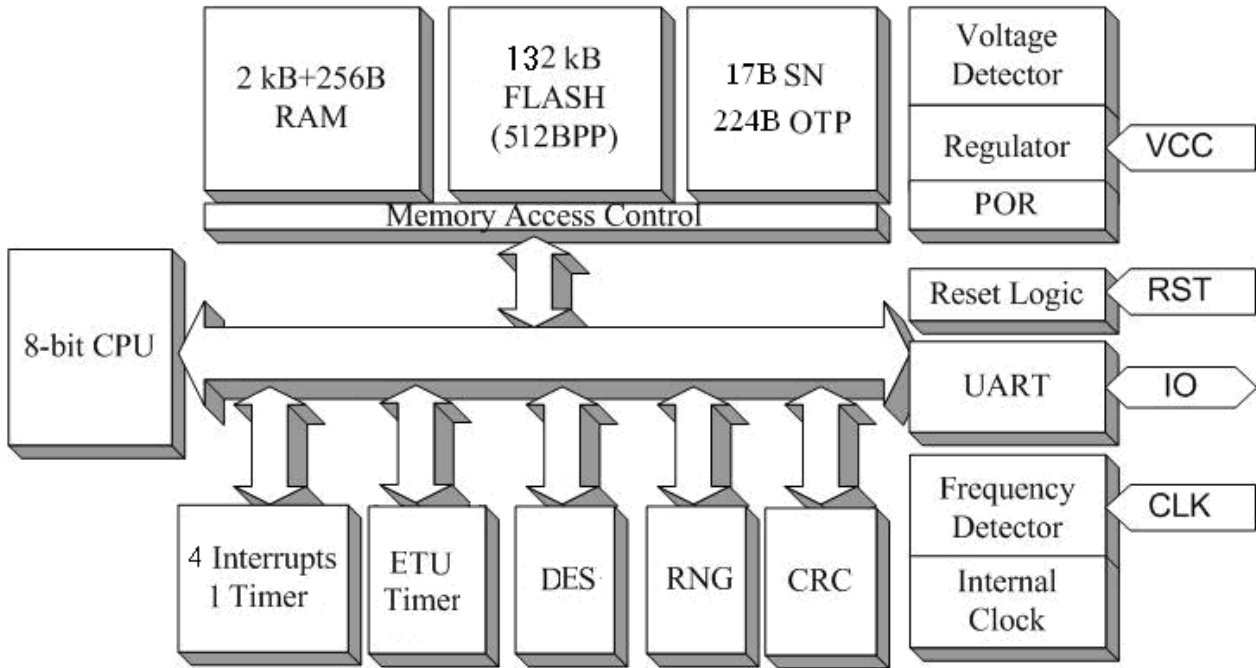 2 kB+256B
RAM
132 kB
FLASH
(512BPP)
17B SN
224B OTP
Voltage
Detector
Regulator
POR
VCC
Memory Access Control
8-bit CPU
Reset Logic
RST
UART
IO
4 Interrupts
1 Timer
ETU
Timer
DES
RNG
CRC
Frequency
Detector
CLK
Internal
Clock